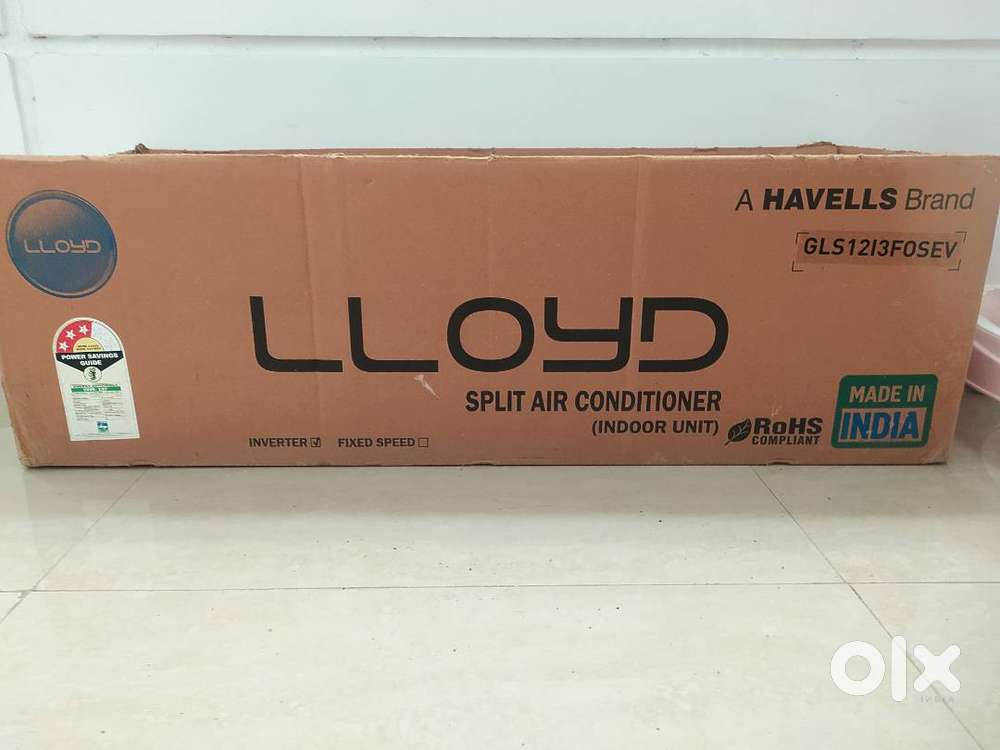 LLOYD
A HAVELLS Brand
GLS12I3FOSEV
LLOYD
SPLIT AIR CONDITIONER
(INDOOR UNIT)
INVERTER ☑ FIXED SPEED ☐
RoHS
COMPLIANT
MADE IN
INDIA
POWER SAVINGS
GUIDE
olx
INDIA